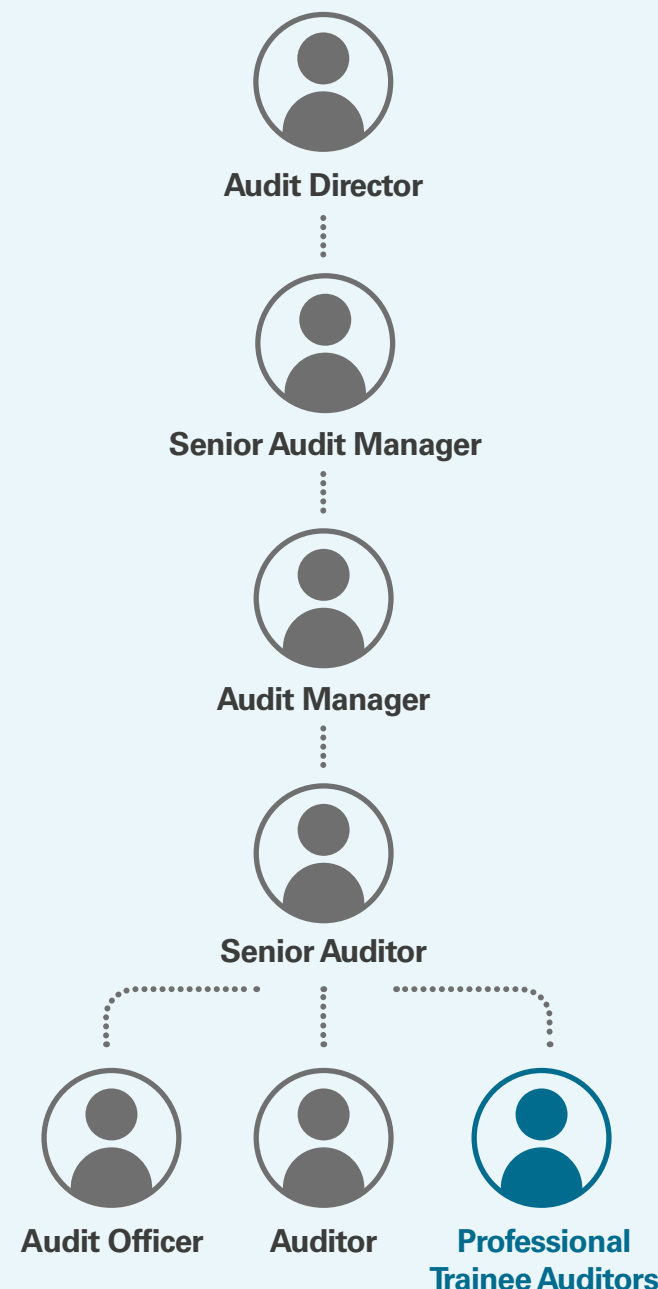 Audit Director
Senior Audit Manager
Audit Manager
Senior Auditor
Audit Officer
Auditor
Professional
Trainee Auditors